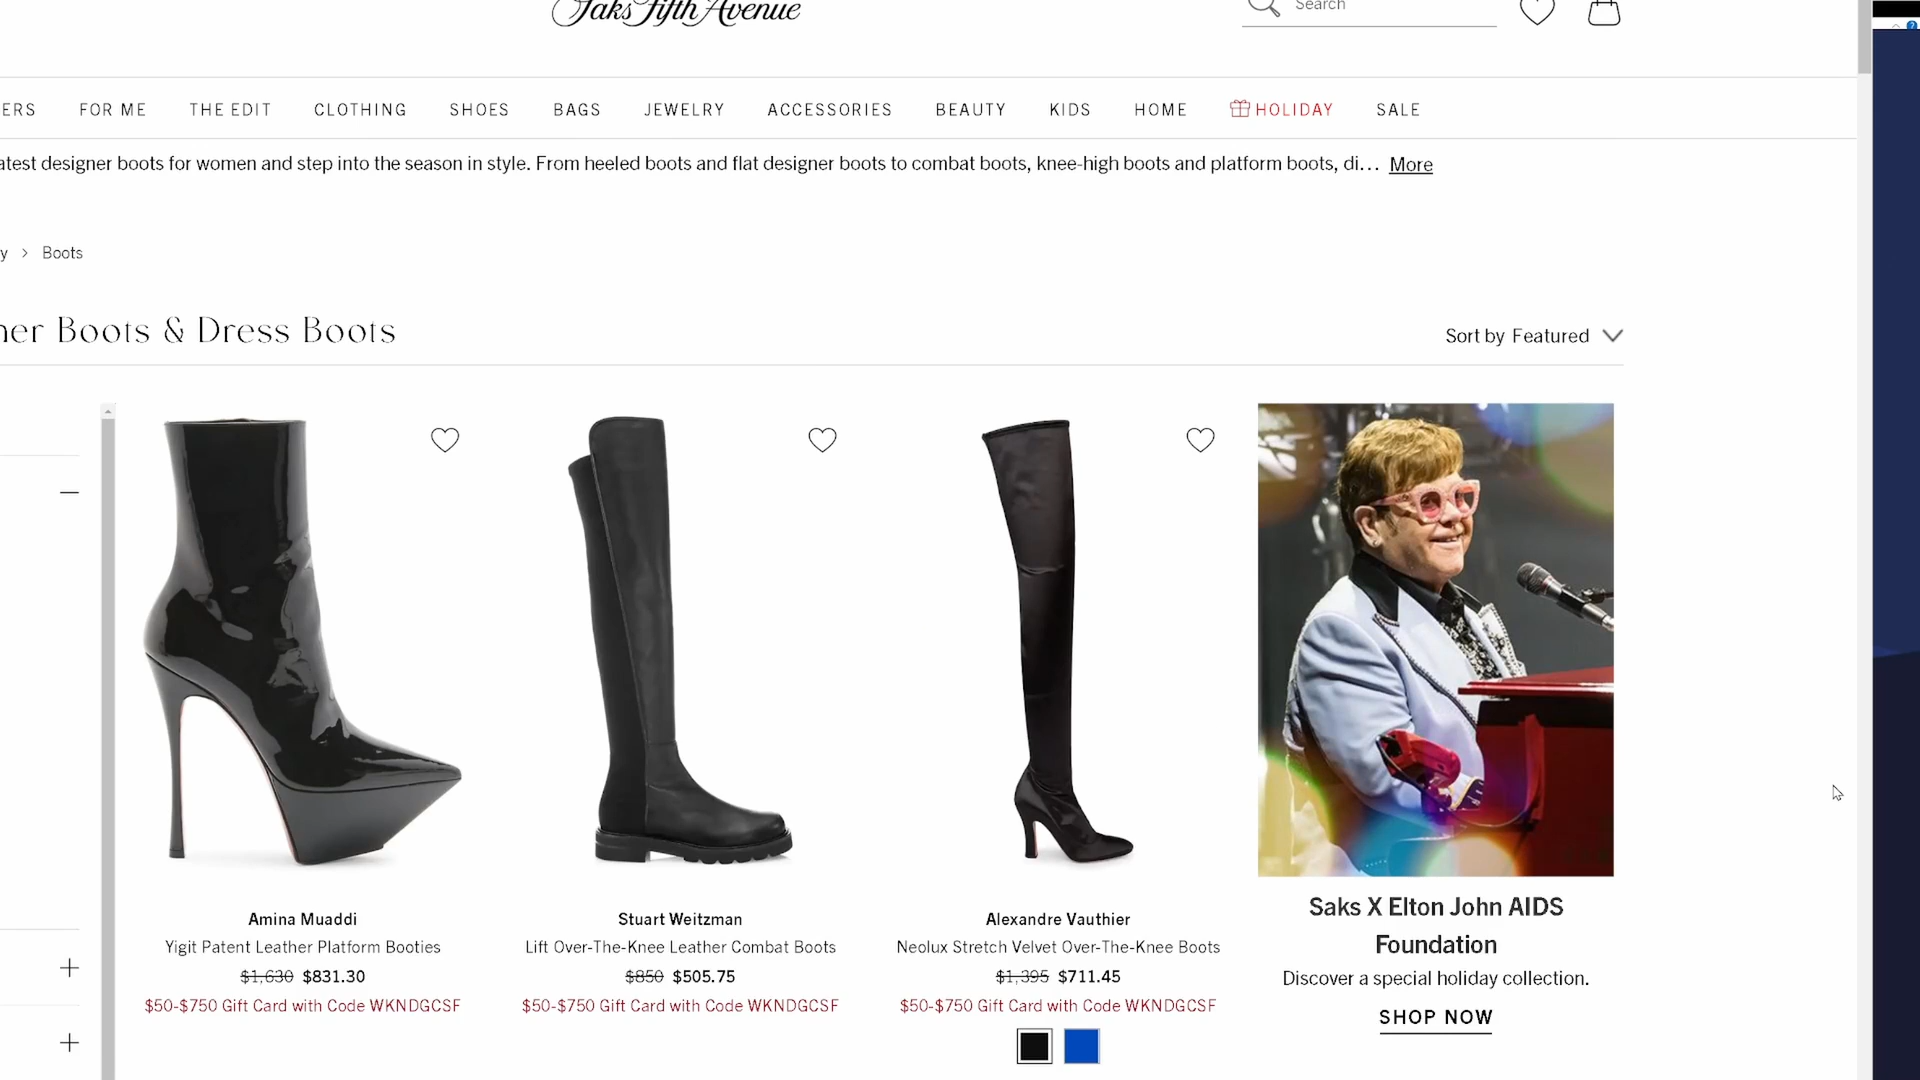 Saks Fifth Avenue
Search
ERS FOR ME THE EDIT CLOTHING SHOES BAGS JEWELRY ACCESSORIES BEAUTY KIDS HOME HOLIDAY SALE
atest designer boots for women and step into the season in style. From heeled boots and flat designer boots to combat boots, knee-high boots and platform boots, di... More
y > Boots
ner Boots & Dress Boots
Sort by Featured
Amina Muaddi
Yigit Patent Leather Platform Booties
$1,630 $831.30
$50-$750 Gift Card with Code WKNDGCSF
Stuart Weitzman
Lift Over-The-Knee Leather Combat Boots
$850 $505.75
$50-$750 Gift Card with Code WKNDGCSF
Alexandre Vauthier
Neolux Stretch Velvet Over-The-Knee Boots
$1,395 $711.45
$50-$750 Gift Card with Code WKNDGCSF
Saks X Elton John AIDS
Foundation
Discover a special holiday collection.
SHOP NOW